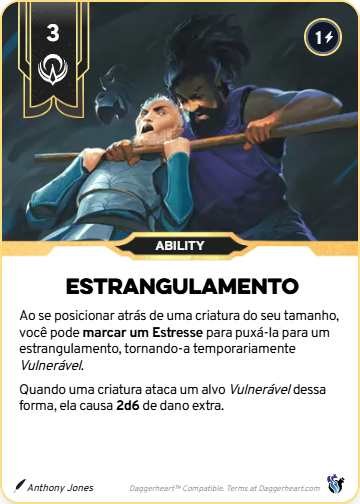 3
1
ABILITY
ESTRANGULAMENTO
Ao se posicionar atrás de uma criatura do seu tamanho,
você pode marcar um Estresse para puxá-la para um
estrangulamento, tornando-a temporariamente
Vulnerável.
Quando uma criatura ataca um alvo Vulnerável dessa
forma, ela causa 2d6 de dano extra.
Anthony Jones
Daggerheart™ Compatible. Terms at Daggerheart.com